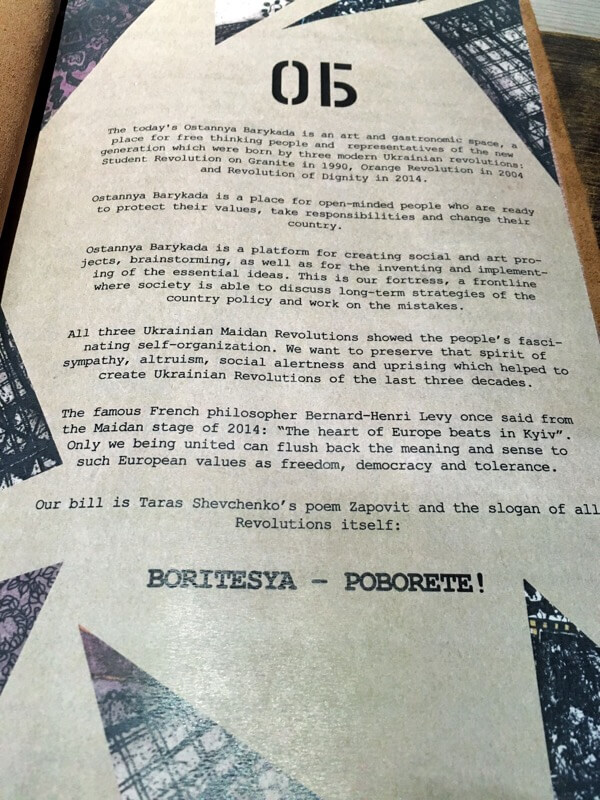 ОБ
The today's Ostannya Barykada is an art and gastronomic space, a
place for free thinking people and representatives of the new
generation which were born by three modern Ukrainian revolutions:
Student Revolution on Granite in 1990, Orange Revolution in 2004
and Revolution of Dignity in 2014.
Ostannya Barykada is a place for open-minded people who are ready
to protect their values, take responsibilities and change their
country.
Ostannya Barykada is a platform for creating social and art pro-
jects, brainstorming, as well as for the inventing and implement-
ing of the essential ideas. This is our fortress, a frontline
where society is able to discuss long-term strategies of the
country policy and work on the mistakes.
All three Ukrainian Maidan Revolutions showed the people's fasci-
nating self-organization. We want to preserve that spirit of
sympathy, altruism, social alertness and uprising which helped to
create Ukrainian Revolutions of the last three decades.
The famous French philosopher Bernard-Henri Levy once said from
the Maidan stage of 2014: "The heart of Europe beats in Kyiv".
Only we being united can flush back the meaning and sense to
such European values as freedom, democracy and tolerance.
Our bill is Taras Shevchenko's poem Zapovit and the slogan of all
Revolutions itself:
BORITESYA – POBORETE!